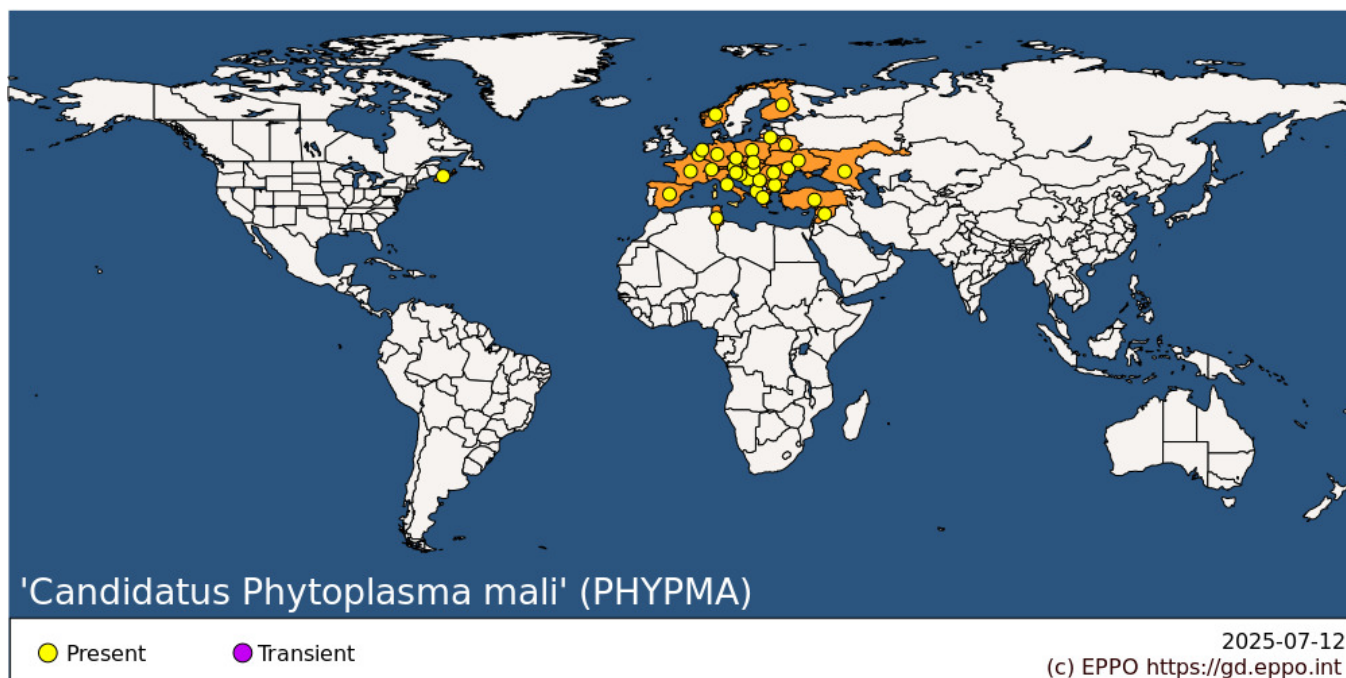 'Candidatus Phytoplasma mali' (PHYPMA)
Present
Transient
2025-07-12
(c) EPPO https://gd.eppo.int